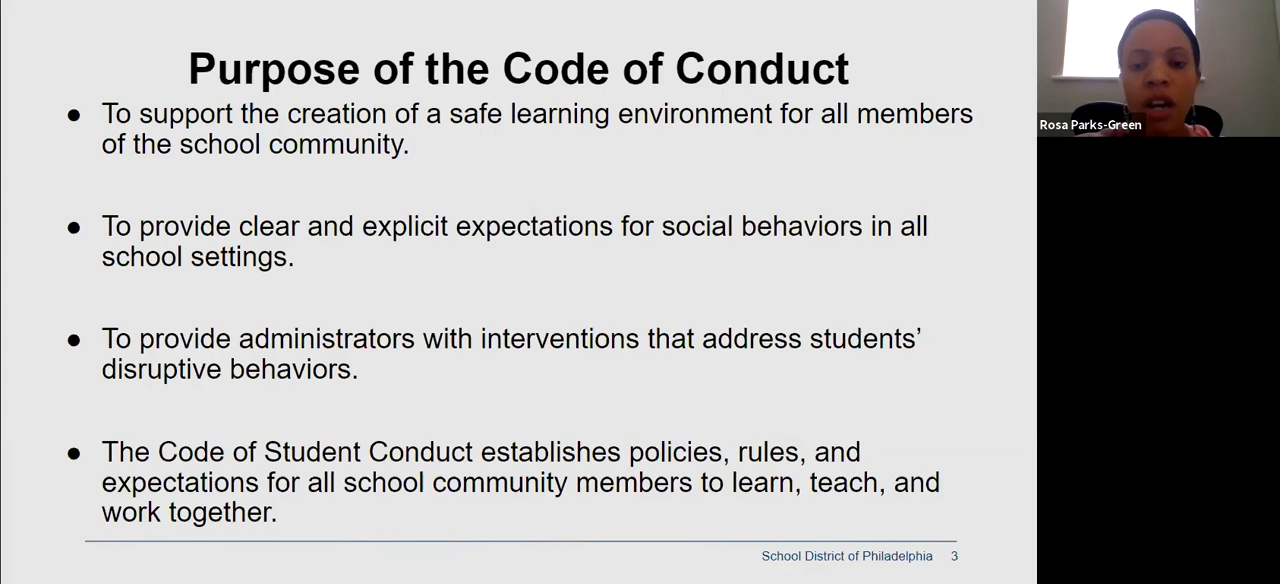 Purpose of the Code of Conduct
● To support the creation of a safe learning environment for all members
of the school community.
● To provide clear and explicit expectations for social behaviors in all
school settings.
● To provide administrators with interventions that address students’
disruptive behaviors.
● The Code of Student Conduct establishes policies, rules, and
expectations for all school community members to learn, teach, and
work together.
School District of Philadelphia 3
Rosa Parks-Green